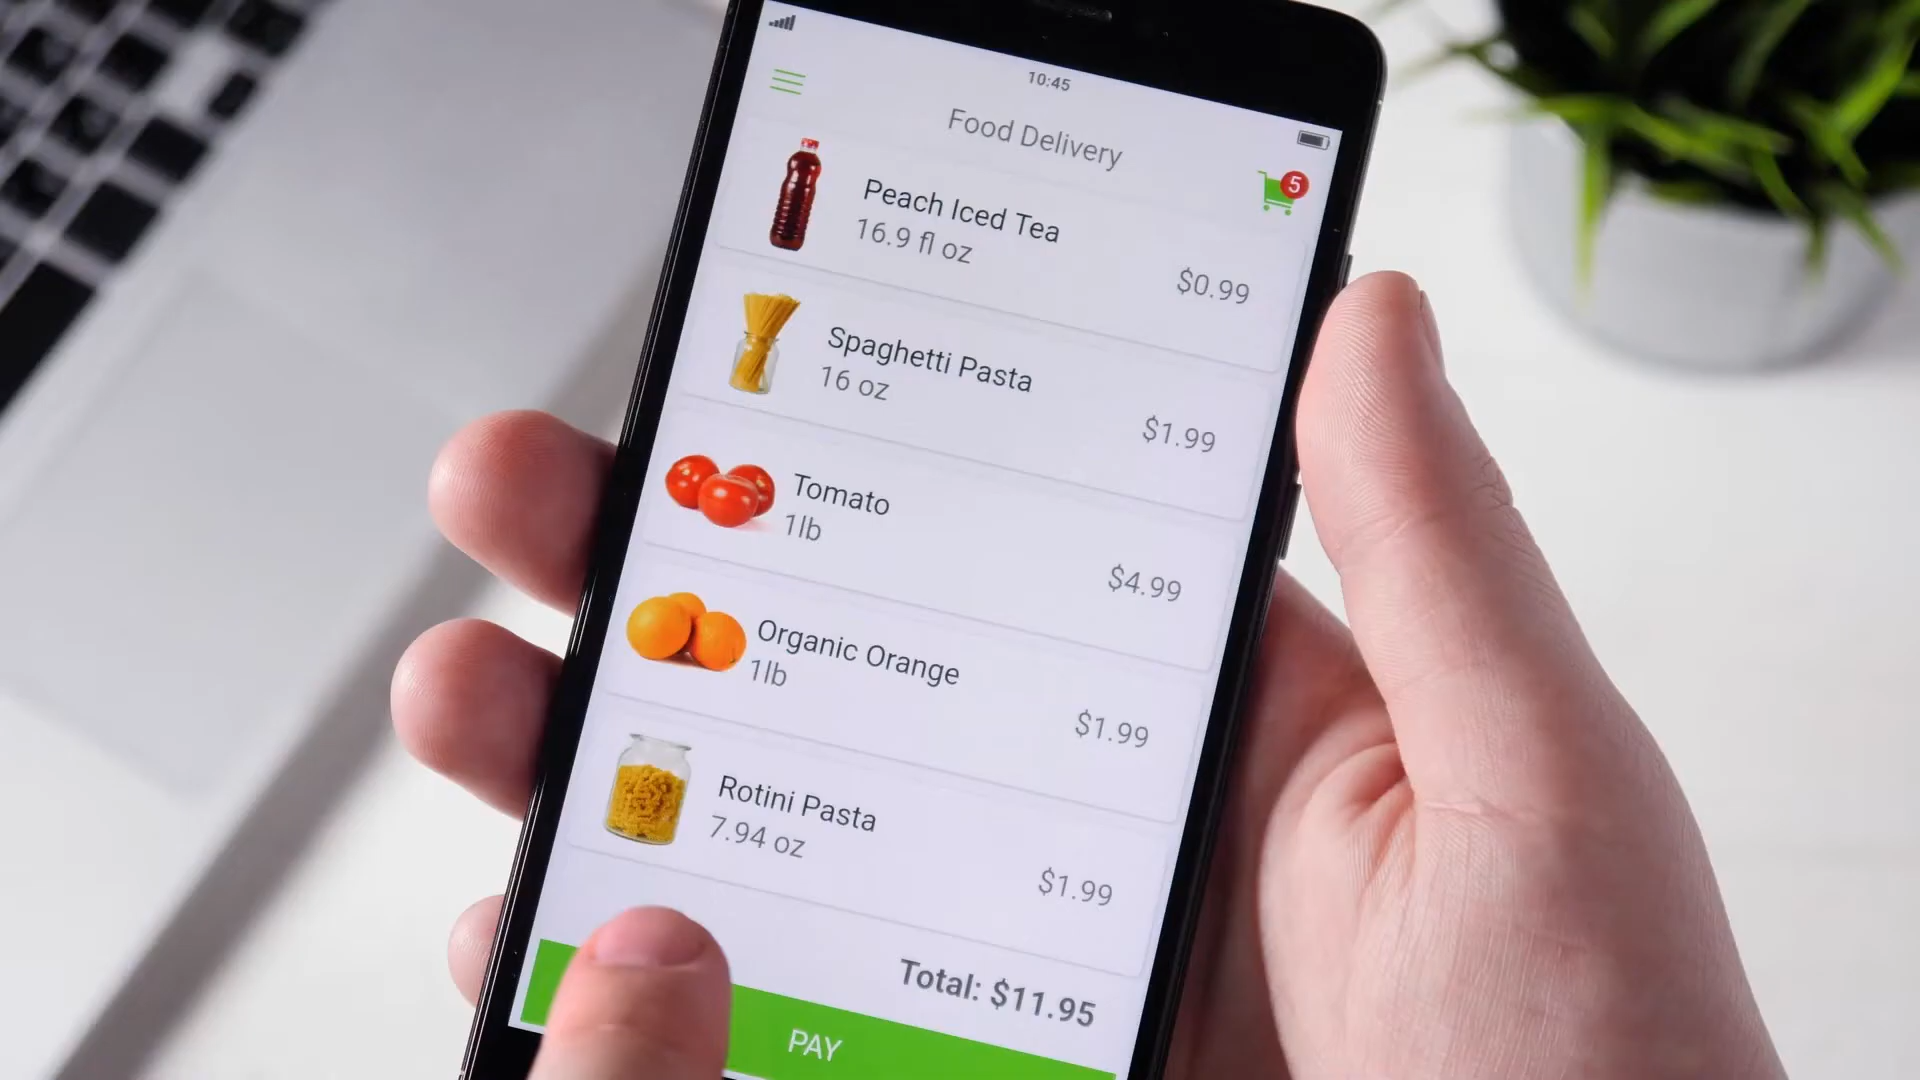 10:45
Food Delivery
5
Peach Iced Tea
16.9 fl oz
$0.99
Spaghetti Pasta
16 oz
$1.99
Tomato
1lb
$4.99
Organic Orange
1lb
$1.99
Rotini Pasta
7.94 oz
$1.99
Total: $11.95
PAY